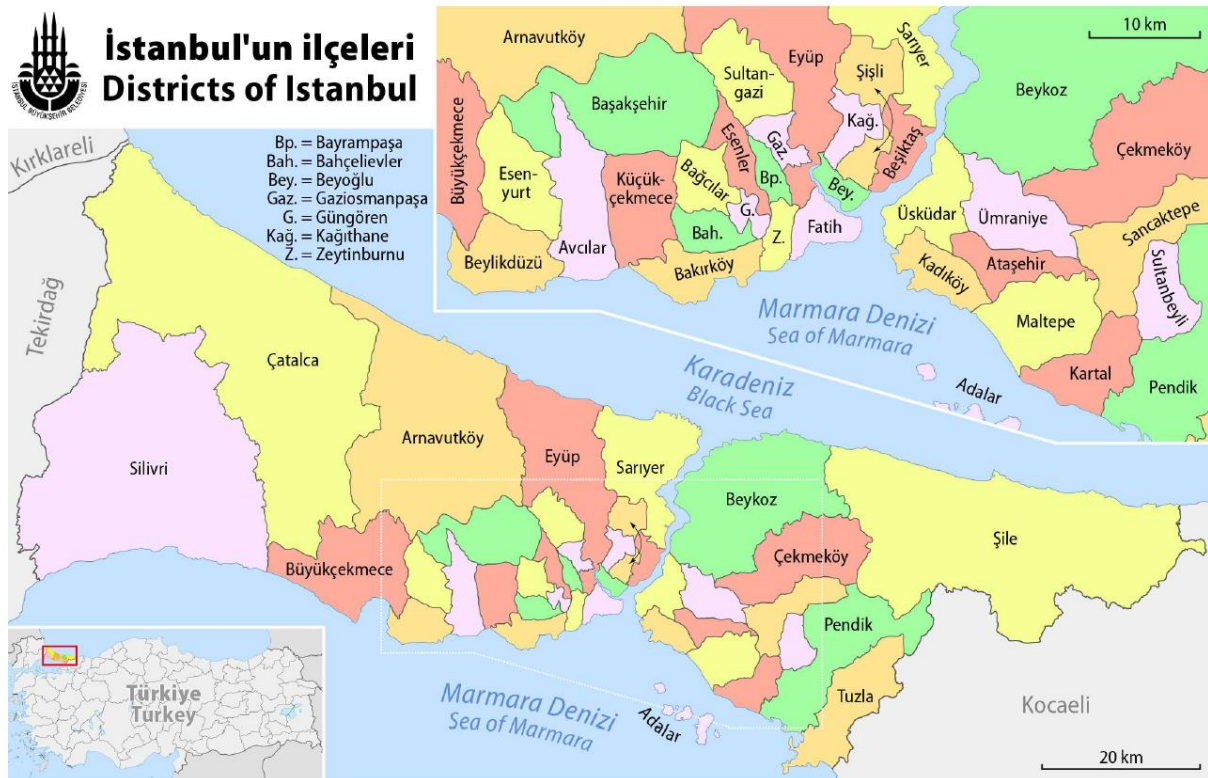 İstanbul'un ilçeleri
Districts of Istanbul
İSTANBUL BÜYÜKŞEHİR BELEDİYESİ
Bp. = Bayrampaşa
Bah. = Bahçelievler
Bey. = Beyoğlu
Gaz. = Gaziosmanpaşa
G. = Güngören
Kağ. = Kağıthane
Z. = Zeytinburnu
Arnavutköy
Eyüp
Sarıyer
10 km
Sultan-
gazi
Şişli
Beykoz
Başakşehir
Büyükçekmece
Esen-
yurt
Avcılar
Küçük-
çekmece
Bağcılar
Esenler
Gaz.
Kağ.
Beşiktaş
Çekmeköy
Bp.
Bey.
G.
Bah.
Z.
Fatih
Üsküdar
Ümraniye
Sancaktepe
Beylikdüzü
Bakırköy
Kadıköy
Ataşehir
Sultanbeyli
Marmara Denizi
Sea of Marmara
Maltepe
Kartal
Pendik
Adalar
Kırklareli
Tekirdağ
Çatalca
Karadeniz
Black Sea
Silivri
Arnavutköy
Eyüp
Sarıyer
Beykoz
Şile
Büyükçekmece
Çekmeköy
Pendik
Tuzla
Kocaeli
Marmara Denizi
Sea of Marmara
Adalar
Türkiye
Turkey
20 km